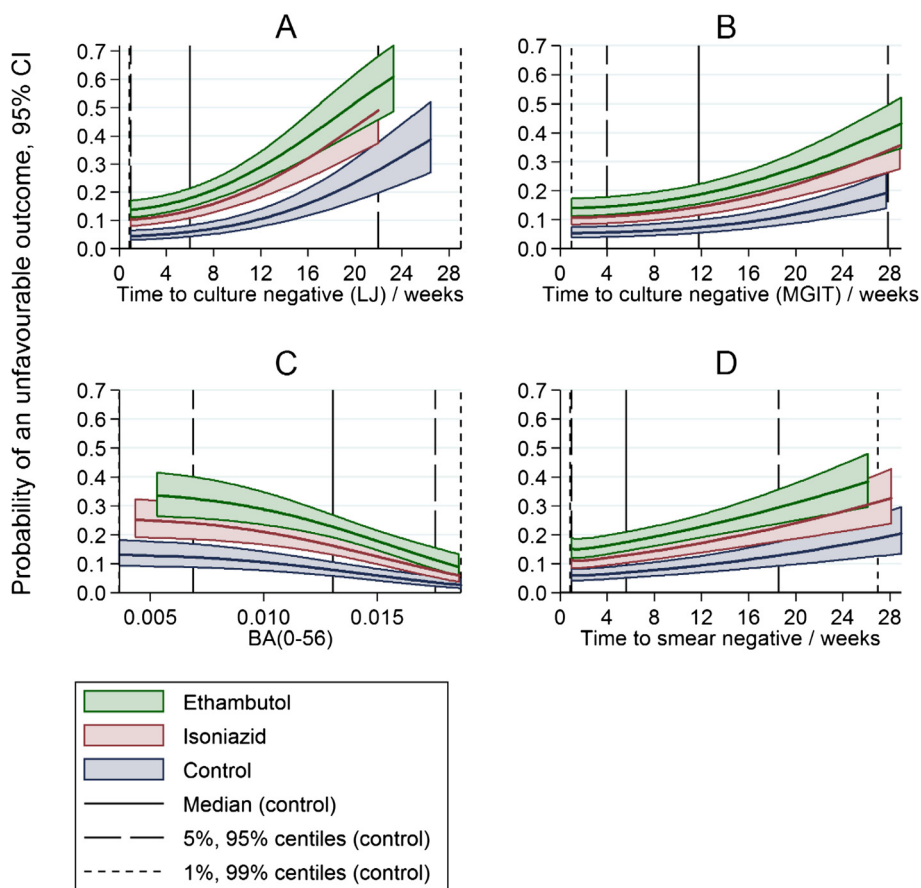 Probability of an unfavourable outcome, 95% CI
A
0.7
0.6
0.5
0.4
0.3
0.2
0.1
0.0
0 4 8 12 16 20 24 28
Time to culture negative (LJ) / weeks
B
0.7
0.6
0.5
0.4
0.3
0.2
0.1
0.0
0 4 8 12 16 20 24 28
Time to culture negative (MGIT) / weeks
C
0.7
0.6
0.5
0.4
0.3
0.2
0.1
0.0
0.005 0.010 0.015
BA(0-56)
D
0.7
0.6
0.5
0.4
0.3
0.2
0.1
0.0
0 4 8 12 16 20 24 28
Time to smear negative / weeks
Ethambutol
Isoniazid
Control
Median (control)
5%, 95% centiles (control)
1%, 99% centiles (control)